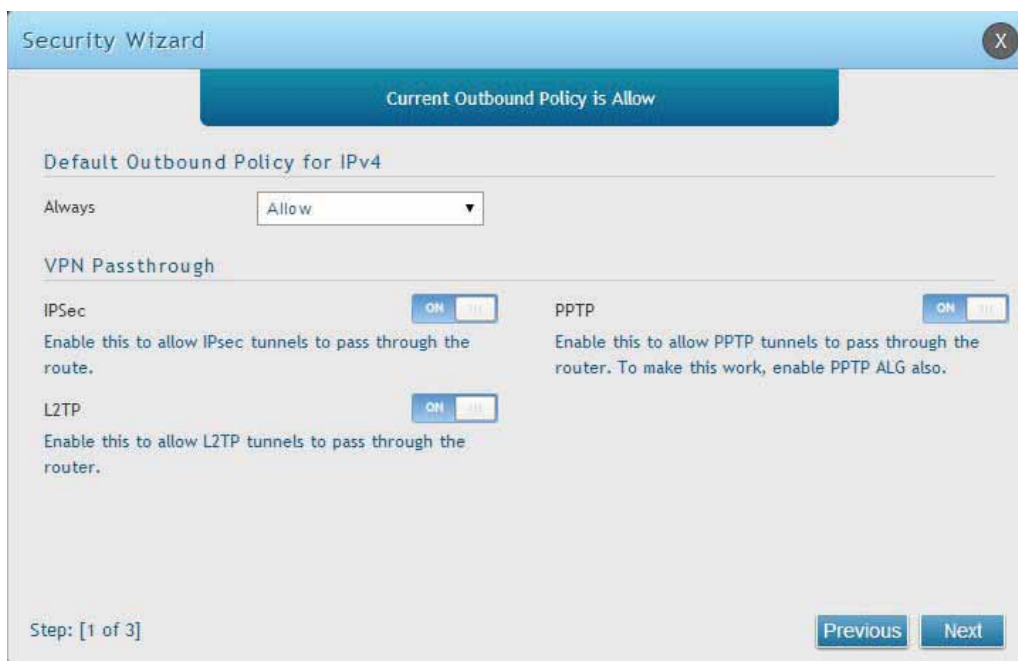 Security Wizard
X
Current Outbound Policy is Allow
Default Outbound Policy for IPv4
Always
Allow
VPN Passthrough
IPSec
ON
Enable this to allow IPsec tunnels to pass through the
route.
PPTP
ON
Enable this to allow PPTP tunnels to pass through the
router. To make this work, enable PPTP ALG also.
L2TP
ON
Enable this to allow L2TP tunnels to pass through the
router.
Step: [1 of 3]
Previous
Next